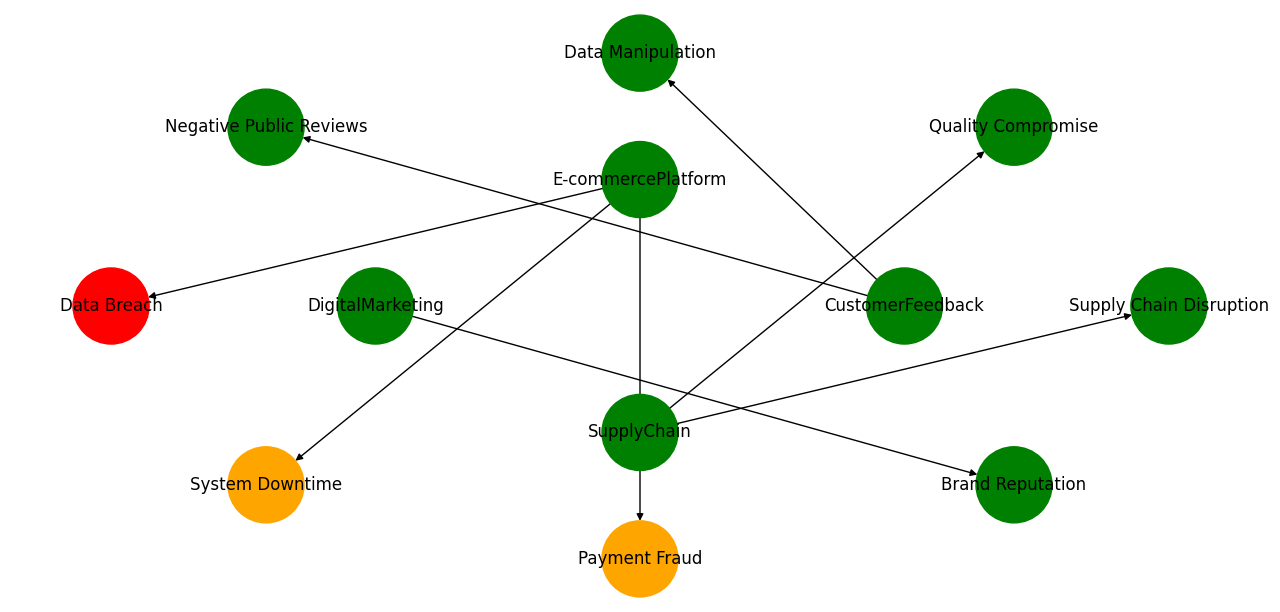 Data Manipulation
Negative Public Reviews
Quality Compromise
E-commercePlatform
Data Breach
DigitalMarketing
CustomerFeedback
Supply Chain Disruption
SupplyChain
System Downtime
Brand Reputation
Payment Fraud